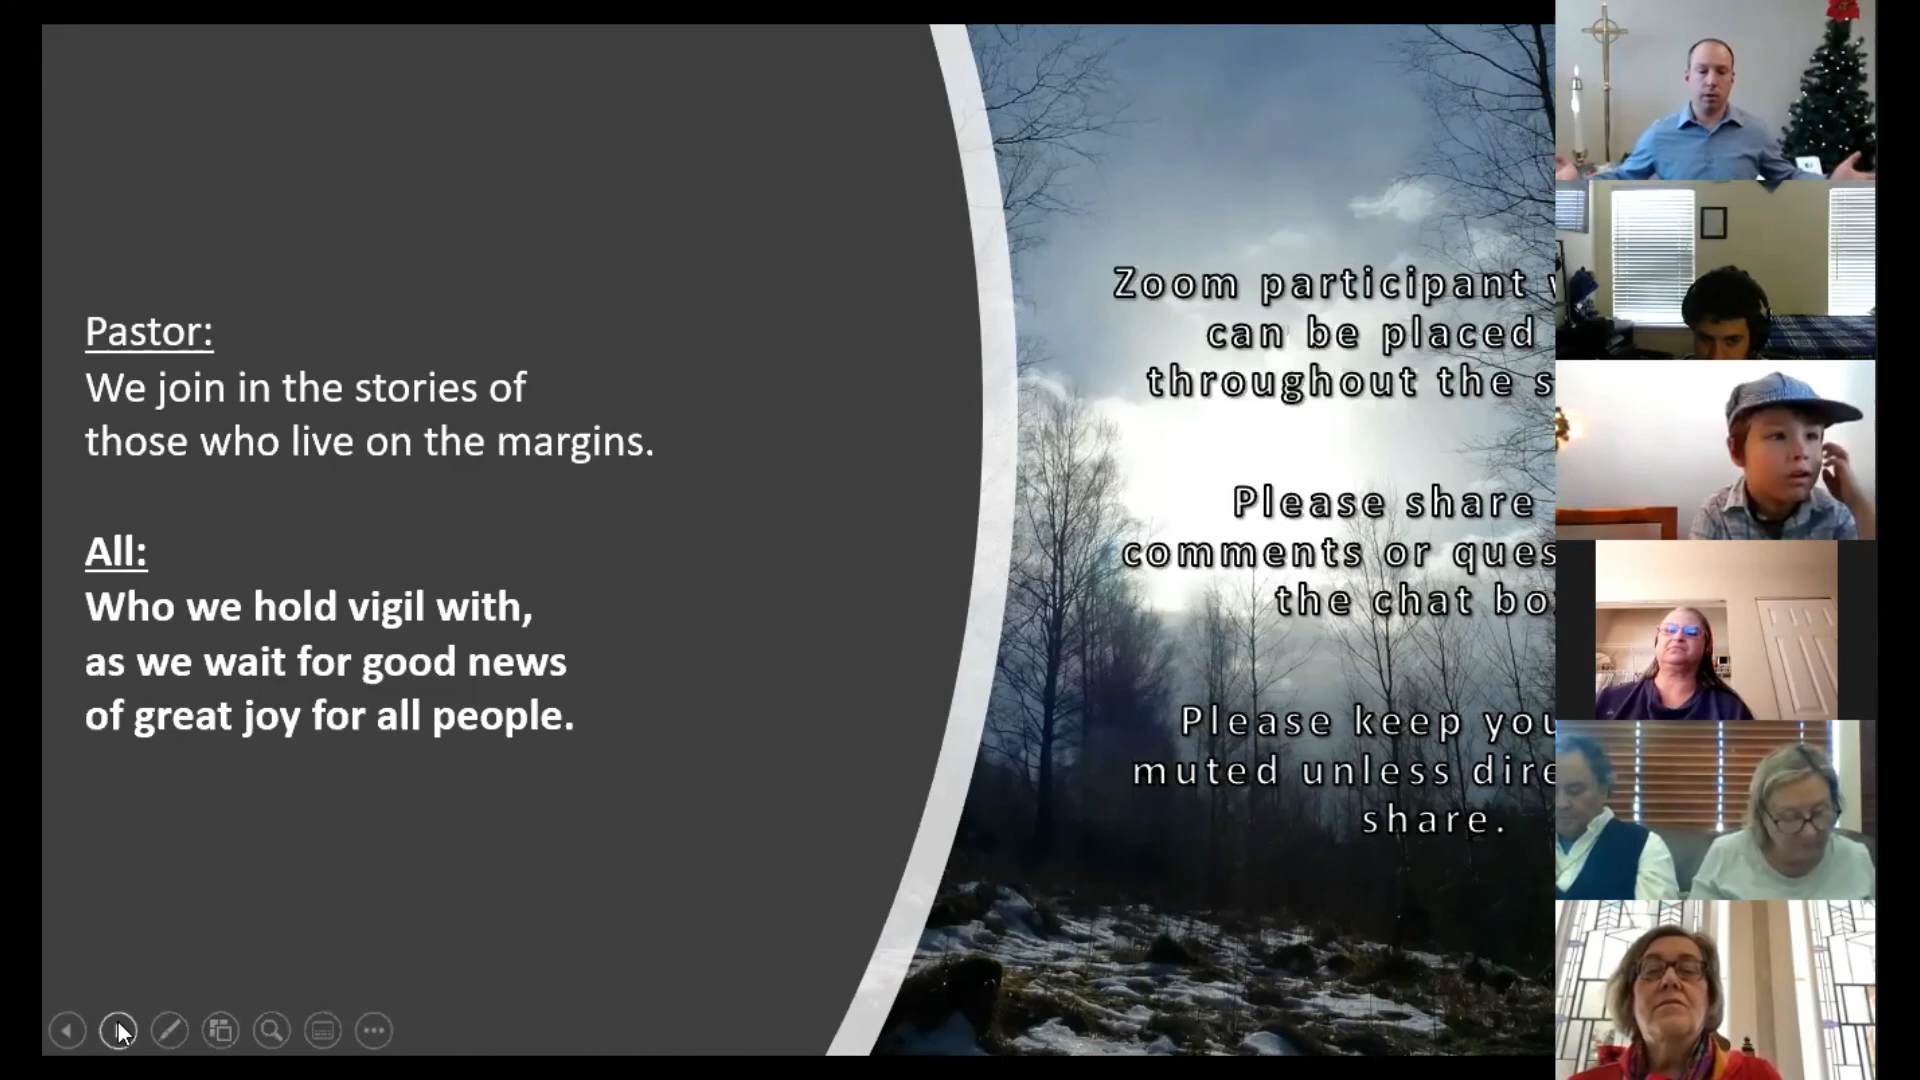 Pastor:
We join in the stories of
those who live on the margins.
All:
Who we hold vigil with,
as we wait for good news
of great joy for all people.
Zoom participant
can be placed
throughout the s
Please share
comments or ques
the chat bo
Please keep you
muted unless dire
share.